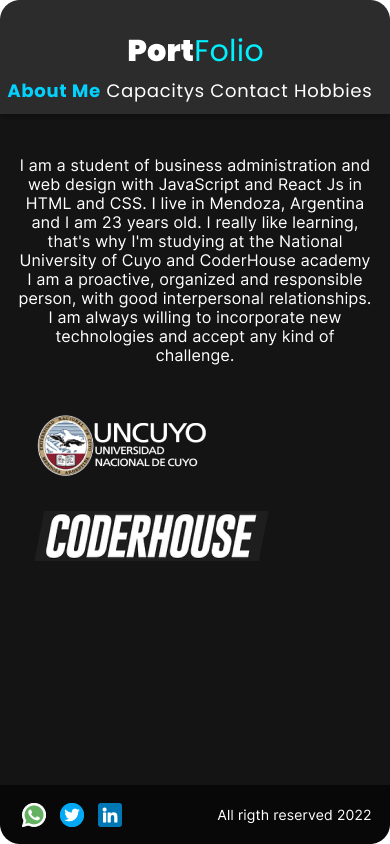 PortFolio
About Me Capacitys Contact Hobbies
I am a student of business administration and
web design with JavaScript and React Js in
HTML and CSS. I live in Mendoza, Argentina
and I am 23 years old. I really like learning,
that's why I'm studying at the National
University of Cuyo and CoderHouse academy
I am a proactive, organized and responsible
person, with good interpersonal relationships.
I am always willing to incorporate new
technologies and accept any kind of
challenge.
UNCUYO
UNIVERSIDAD
NACIONAL DE CUYO
CODERHOUSE
in
All rigth reserved 2022